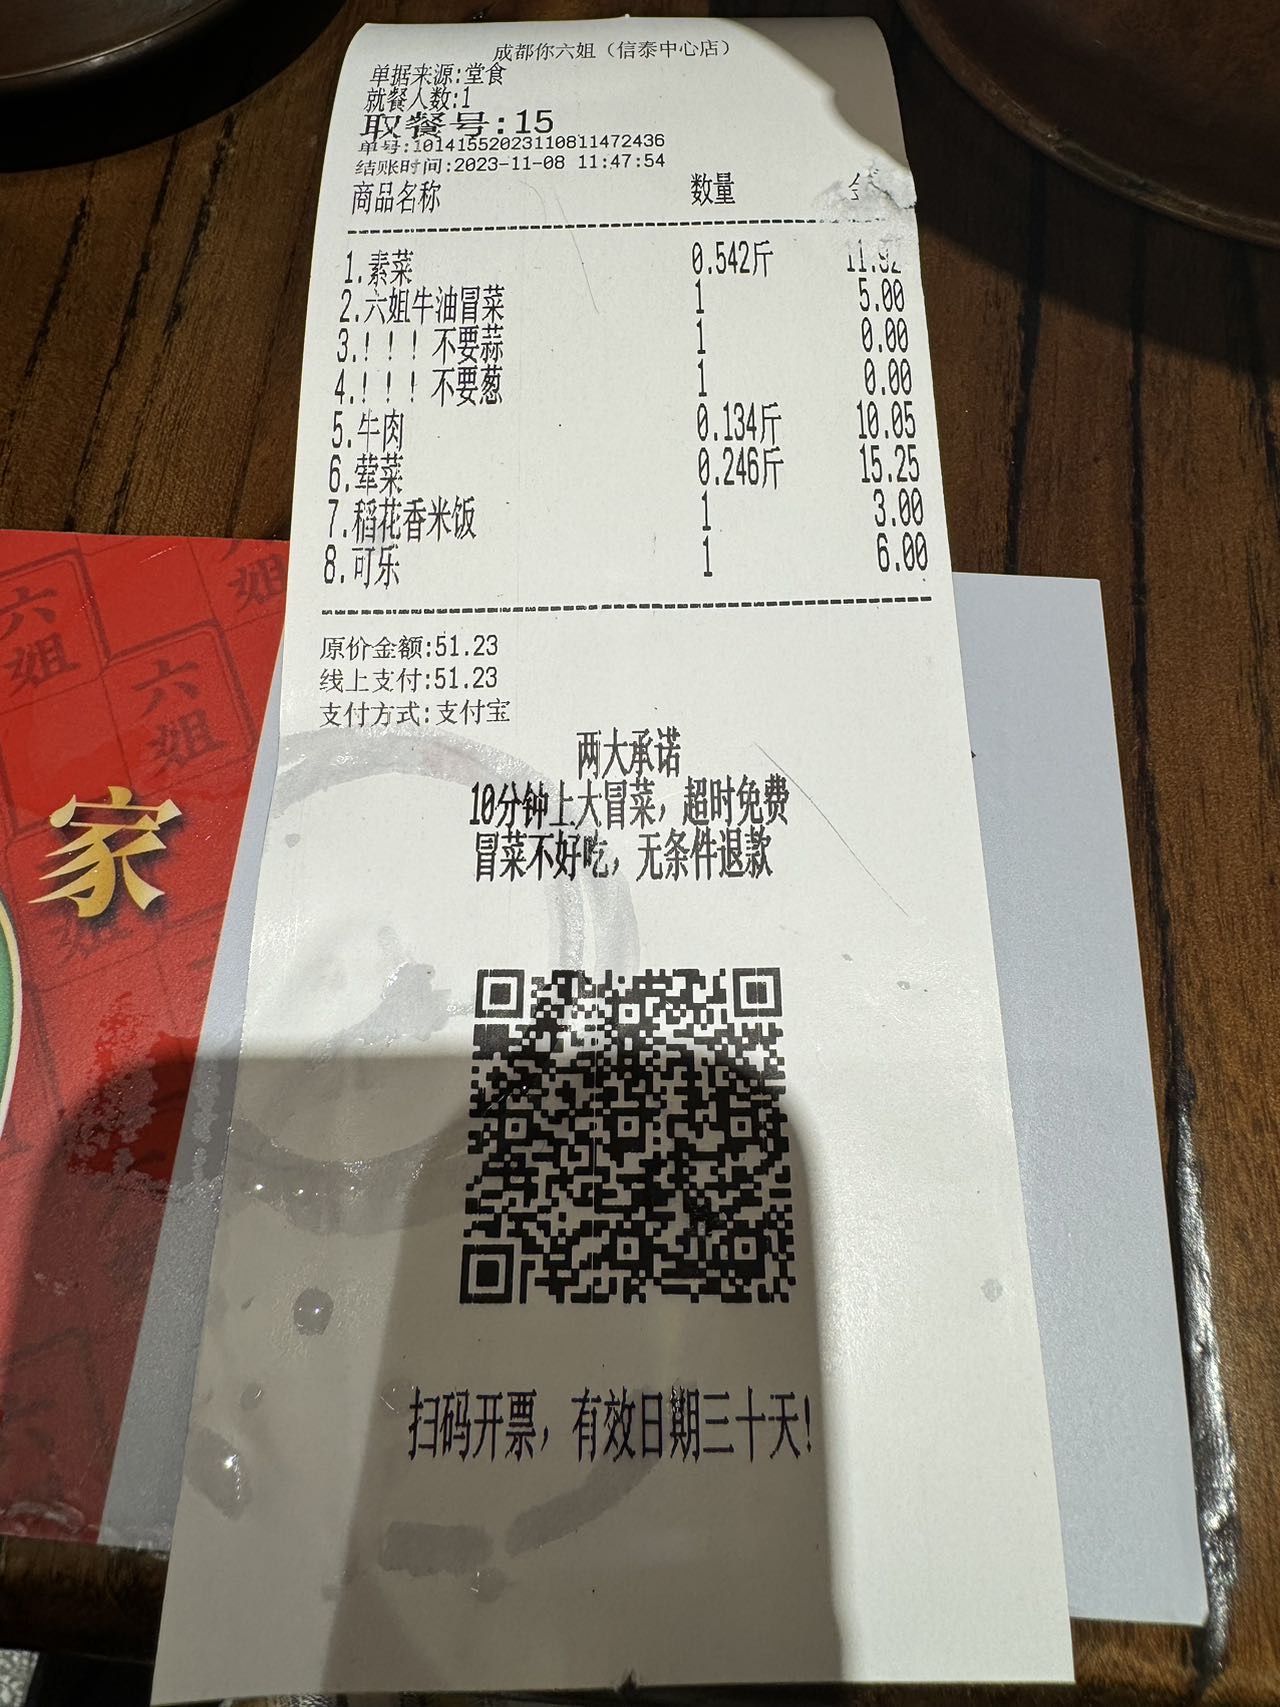 成都你六姐（信泰中心店）
单据来源:堂食
就餐人数:1
取餐号:15
单号:10141552023110811472436
结账时间:2023-11-08 11:47:54
商品名称 数量
1.素菜 0.542斤 11.92
2.六姐牛油冒菜 1 5.00
3.!!!不要蒜 1 0.00
4.!!!不要葱 1 0.00
5.牛肉 0.134斤 10.05
6.荤菜 0.246斤 15.25
7.稻花香米饭 1 3.00
8.可乐 1 6.00
原价金额:51.23
线上支付:51.23
支付方式:支付宝
两大承诺
10分钟上大冒菜，超时免费
冒菜不好吃，无条件退款
扫码开票，有效日期三十天!
六姐
六姐
姐
家